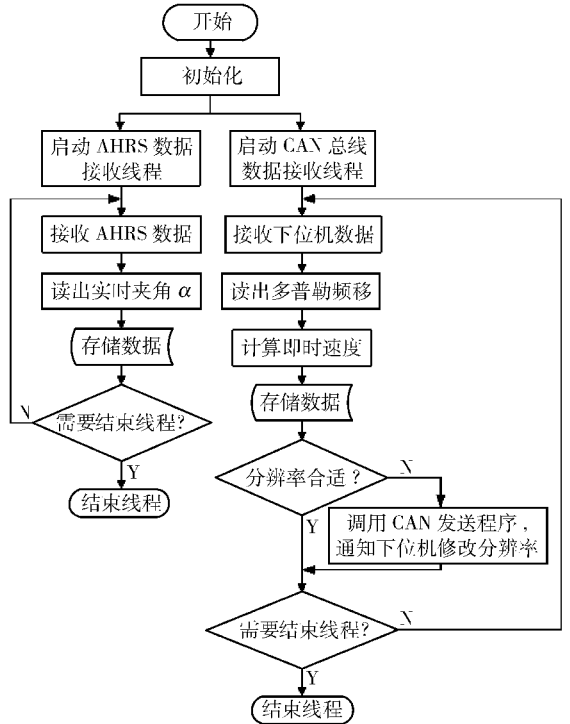 开始
初始化
启动 AHRS 数据
接收线程
启动 CAN 总线
数据接收线程
接收 AHRS 数据
读出实时夹角 α
存储数据
N
需要结束线程?
Y
结束线程
接收下位机数据
读出多普勒频移
计算即时速度
存储数据
分辨率合适?
N
Y
调用 CAN 发送程序,
通知下位机修改分辨率
需要结束线程?
N
Y
结束线程